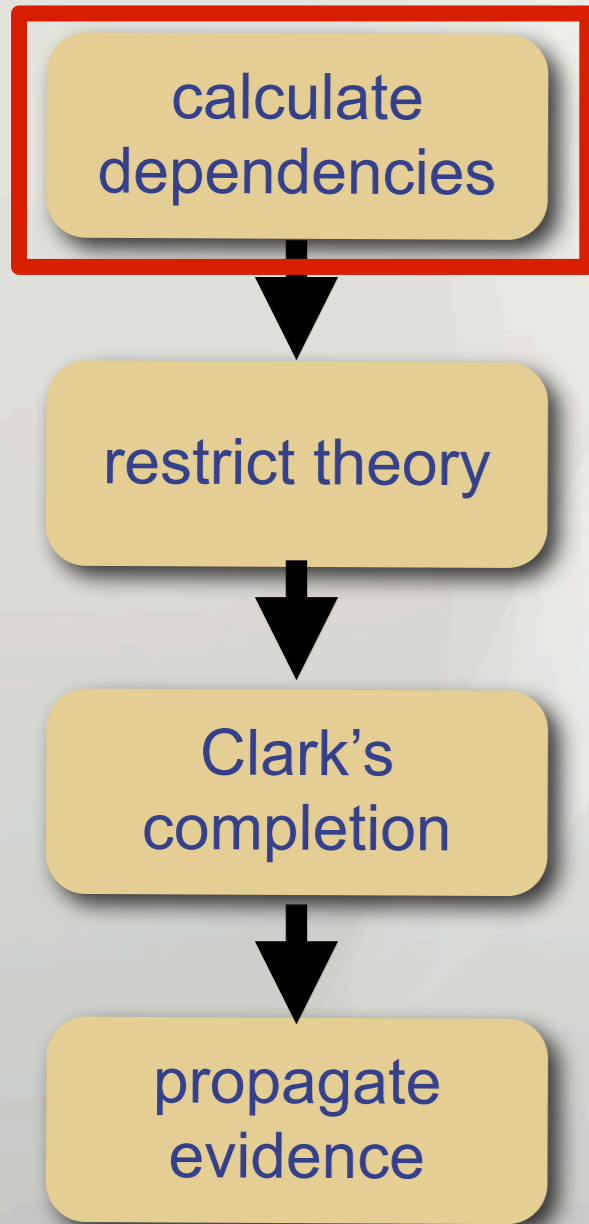 calculate
dependencies
restrict theory
Clark’s
completion
propagate
evidence